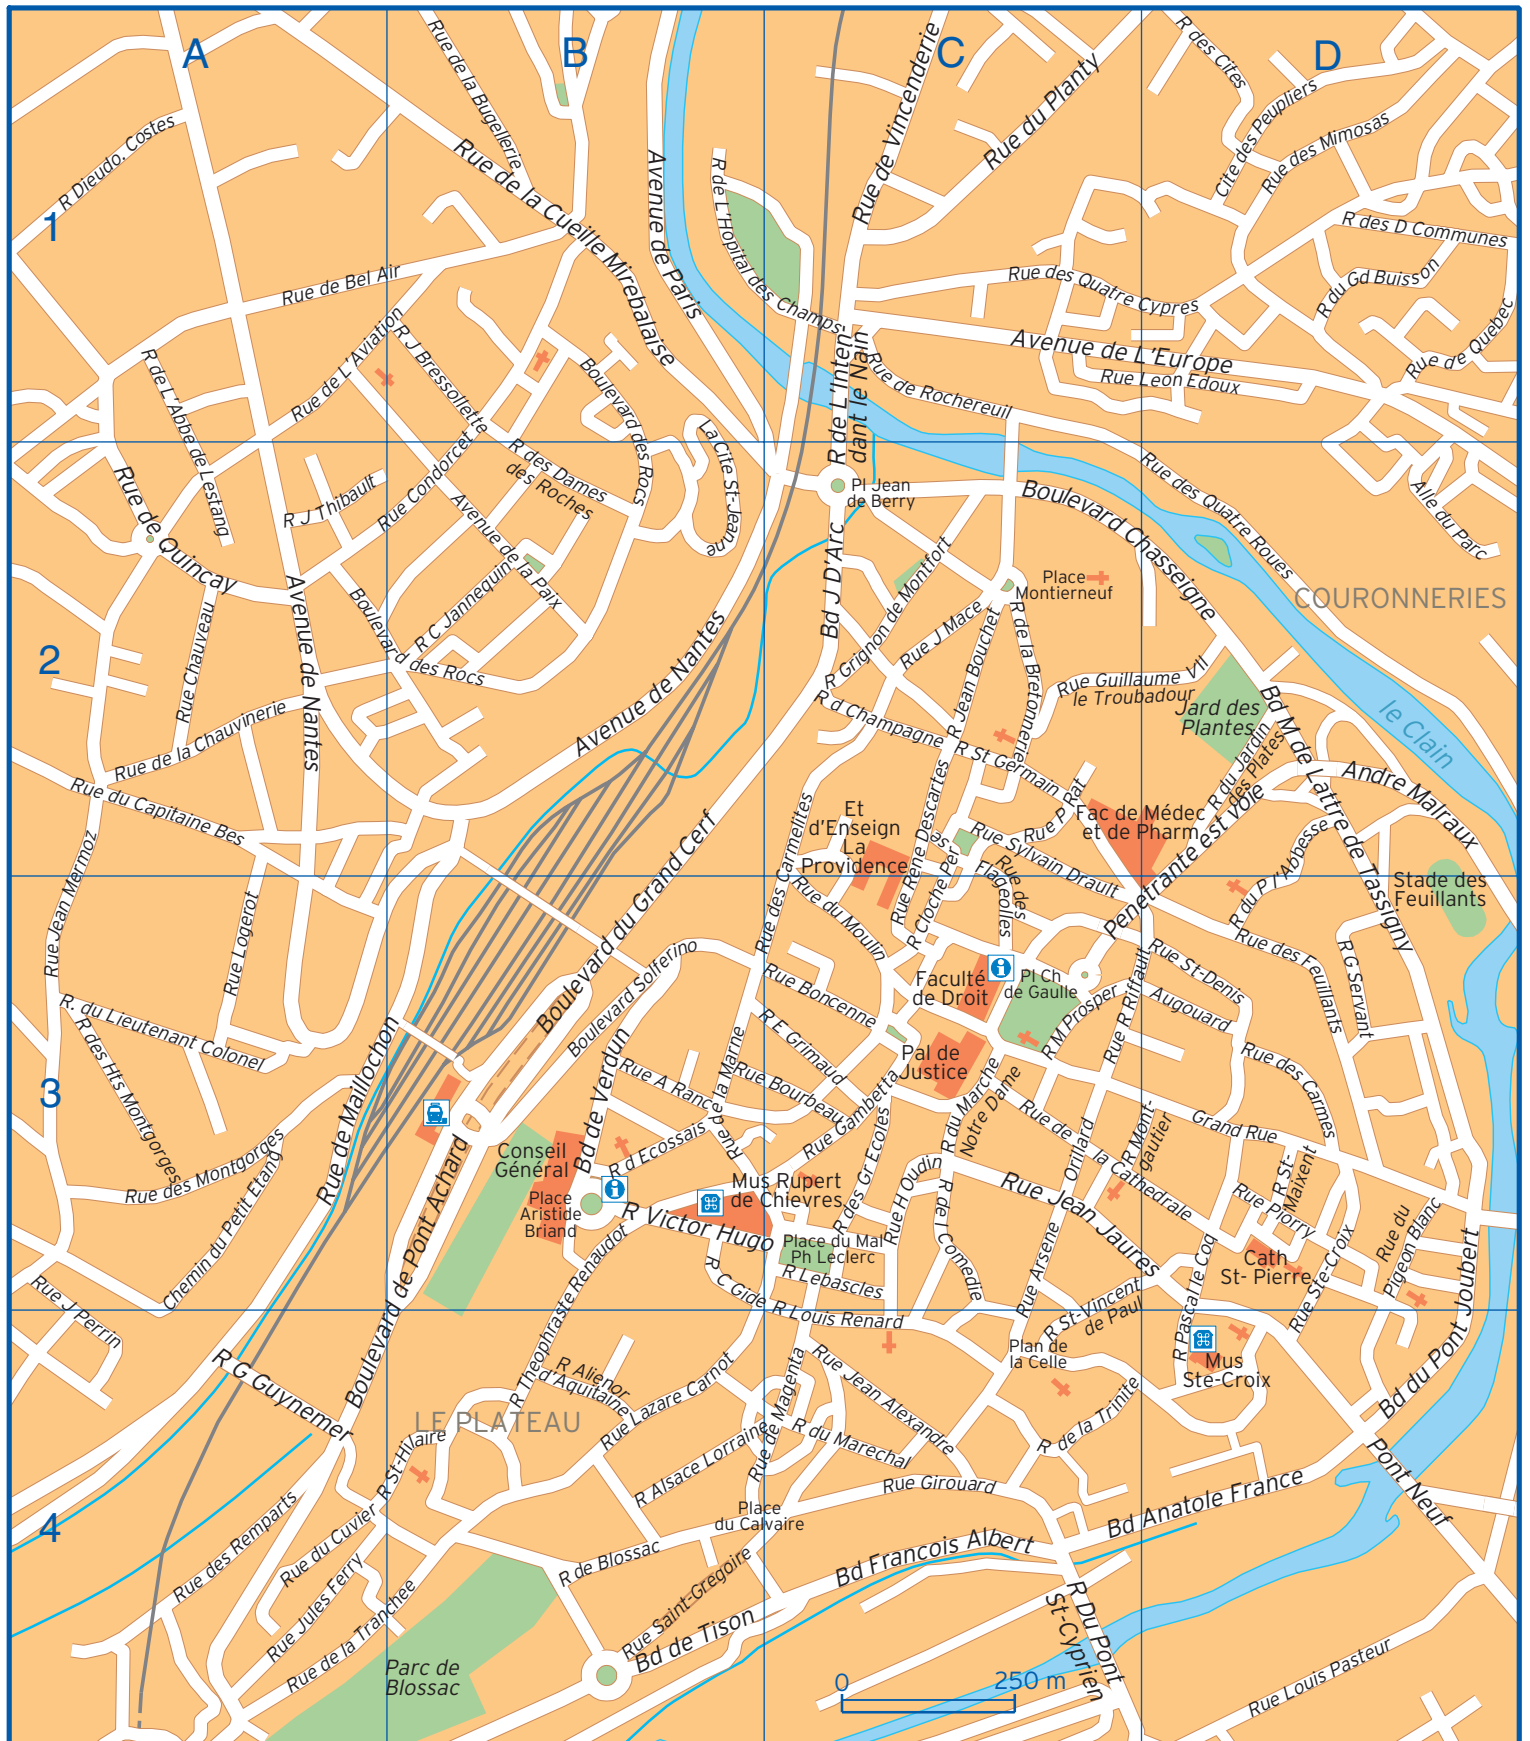 A
B
C
D
1
2
3
4
R Dieudo. Costes
Rue de la Bugellerie
Rue de la Cueille Mirebalaise
Avenue de Paris
R de L'Hopital des Champs
Rue de Vincenderie
Rue du Planty
R des Cites
Cite des Peupliers
Rue des Mimosas
R des D Communes
R du Gd Buisson
Rue de Quebec
Rue des Quatre Cypres
Avenue de L'Europe
Rue Leon Edoux
Rue de Rochereuil
R de L'Inten
dant le Nain
Rue de Bel Air
Rue de L'Aviation
R J Bressollette
R de L'Abbe de Lestang
Boulevard des Rocs
La Cite St-Jeanne
R des Dames
des Roches
Rue Condorcet
R J Thibault
Avenue de la Paix
R C Jannequine
Boulevard des Rocs
Rue de Quincay
Avenue de Nantes
Rue Chauveau
Rue de la Chauvinerie
Rue du Capitaine Bes
Avenue de Nantes
Pl Jean
de Berry
Bd J D'Arc
Boulevard Chasseigne
Rue des Quatre Roues
Alle du Parc
COURONNERIES
Place
Montierneuf
R Grignon de Montfort
Rue J Mace
R Jean Bouchet
R de la Bretonnerie
Rue Guillaume VII
le Troubadour
Jard des
Plantes
R du Jardin
des Plates
Bd M de Lattre de Tassigny
le Clain
Andre Malraux
R d Champagne
R St Germain
Rue P Rat
Fac de Médec
et de Pharm
Penetrante est voie
Et
d'Enseign
La
Providence
Rue des Carmelites
Rue Rene Descartes
R Cloche Perse
Rue Sylvain Drault
Rue des
Flageolles
R du P l'Abbesse
Stade des
Feuillants
Rue des Feuillants
R G Servant
Rue Jean Mermoz
Rue Logerot
R. du Lieutenant Colonel
R des Hts Montgorges
Rue des Montgorges
Chemin du Petit Etang
Rue de Maillochon
Boulevard du Grand Cerf
Boulevard Solferino
Bd de Verdun
Rue du Moulin
Rue Boncenne
Faculté
de Droit
Pl Ch
de Gaulle
Rue St-Denis
Augouard
R M Prosper
Rue R Riffault
Rue des Carmes
R E Grimaud
Pal de
Justice
Rue A Rance
Rue de la Marne
Rue Bourbeau
Rue Gambetta
R du Marche
Notre Dame
Rue de la Cathedrale
Grand Rue
R Mont-
gautier
R St-
Maixent
Conseil
Général
Place
Aristide
Briand
R d Ecossais
Mus Rupert
de Chievres
R Victor Hugo
R des Gr Ecoles
Rue H Oudin
R de l Comedie
Rue Jean Jaures
Rue Arsene Orillard
Rue Piorry
Cath
St- Pierre
Rue Ste-Croix
Rue du
Pigeon Blanc
Place du Mal
Ph Leclerc
R Lebascles
R C Gide
R Louis Renard
R St-Vincent
de Paul
R Pascal le Coq
Bd du Pont Joubert
Boulevard de Pont Achard
Rue J Perrin
R Theophraste Renaudot
R G Guynemer
LE PLATEAU
R Alienor
d'Aquitaine
Rue Lazare Carnot
Rue de Magenta
Rue Jean Alexandre
Plan de
la Celle
Mus
Ste-Croix
R de la Trinite
R St-Hilaire
R Alsace Lorraine
R du Marechal
Rue Girouard
Place
du Calvaire
Bd Anatole France
Pont Neuf
Rue des Remparts
Rue du Cuvier
Rue Jules Ferry
Rue de la Tranchee
R de Blossac
Rue Saint-Gregoire
Bd Francois Albert
Bd de Tison
Parc de
Blossac
R Du Pont
St-Cyprien
Rue Louis Pasteur
0
250 m